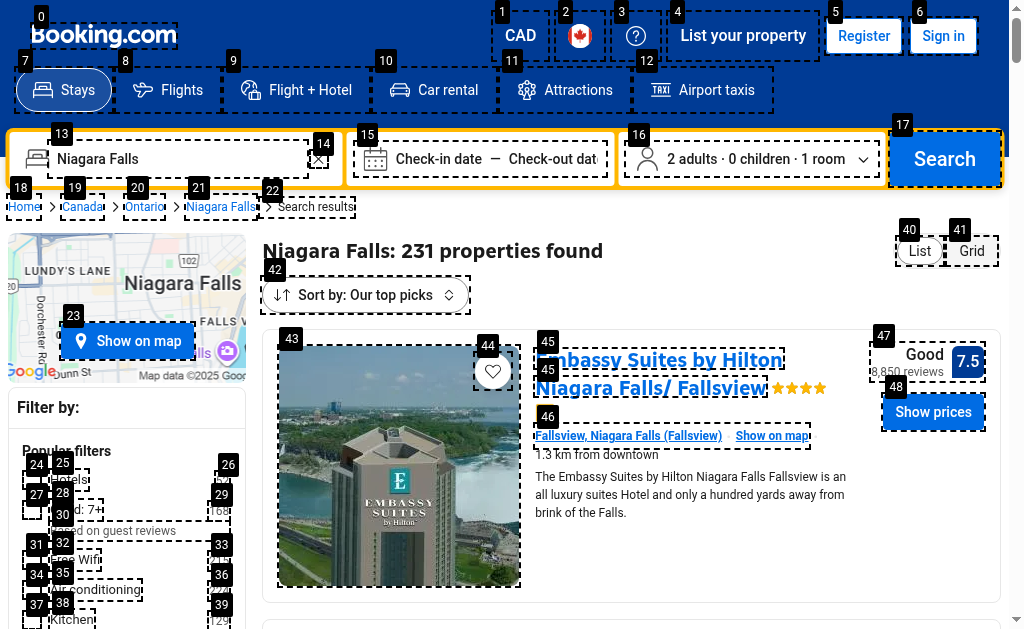 Booking.com
CAD
List your property
Register
Sign in
Stays
Flights
Flight + Hotel
Car rental
Attractions
Airport taxis
Niagara Falls
Check-in date — Check-out dat
2 adults · 0 children · 1 room
Search
Home
Canada
Ontario
Niagara Falls
Search results
LUNDY'S LANE
102
20
Niagara Falls
Dorchester Rd
FALLS V
Show on map
lls
Google
Dunn St
Map data ©2025 Goo
Filter by:
Popular filters
Hotels
7+
168
Based on guest reviews
Free Wifi
Air conditioning
Kitchen
129
Niagara Falls: 231 properties found
List
Grid
Sort by: Our top picks
Embassy Suites by Hilton
Niagara Falls/ Fallsview
Good
8,850 reviews
7.5
Show prices
Fallsview, Niagara Falls (Fallsview)
Show on map
1.3 km from downtown
The Embassy Suites by Hilton Niagara Falls Fallsview is an
all luxury suites Hotel and only a hundred yards away from
brink of the Falls.
E
EMBASSY
SUITES
by Hilton
0
1
2
3
4
5
6
7
8
9
10
11
12
13
14
15
16
17
18
19
20
21
22
23
24
25
26
27
28
29
30
31
32
33
34
35
36
37
38
39
40
41
42
43
44
45
45
46
47
48